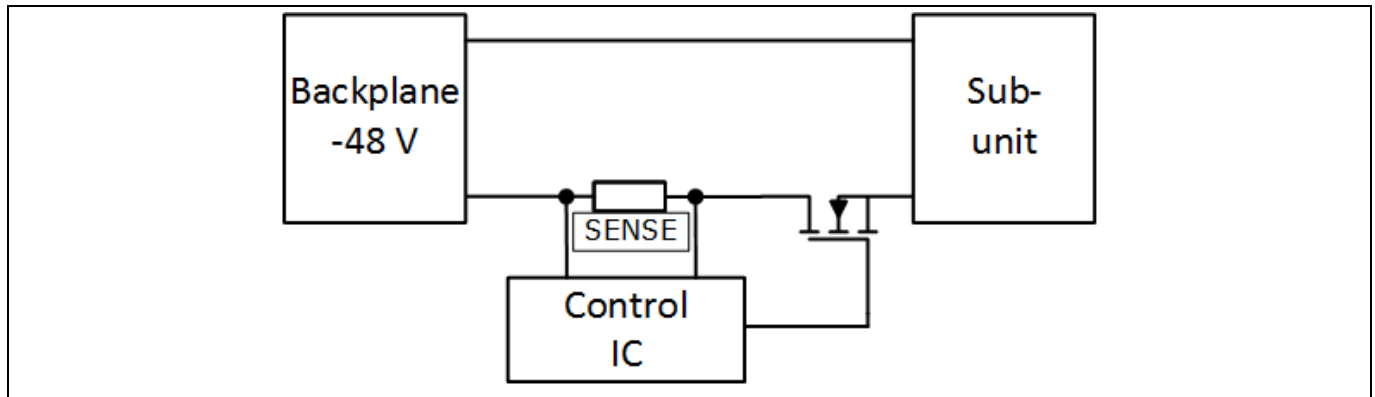 Backplane
-48 V
Sub-
unit
SENSE
Control
IC